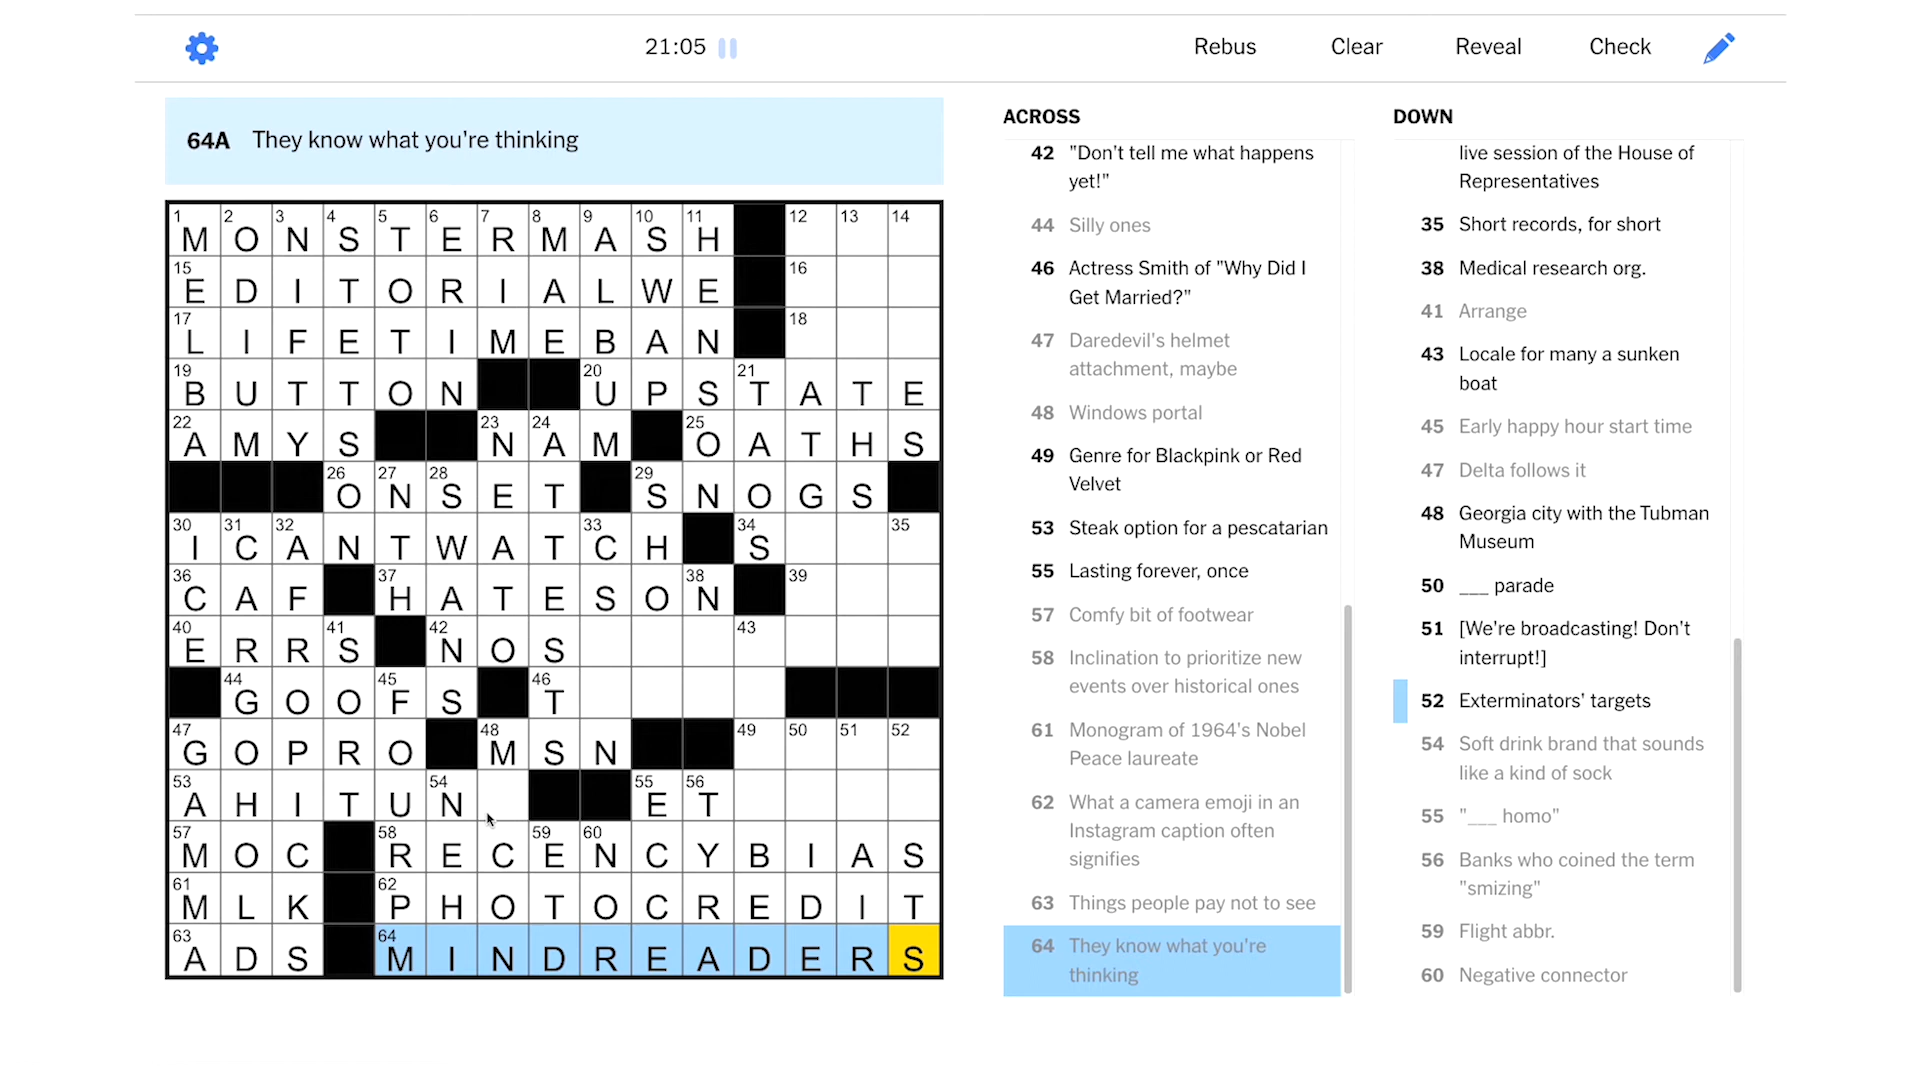 21:05
Rebus
Clear
Reveal
Check
64A They know what you're thinking
1 2 3 4 5 6 7 8 9 10 11 12 13 14
M O N S T E R M A S H
15 16
E D I T O R I A L W E
17 18
L I F E T I M E B A N
19 20 21
B U T T O N U P S T A T E
22 23 24 25
A M Y S N A M O A T H S
26 27 28 29
O N S E T S N O G S
30 31 32 33 34 35
I C A N T W A T C H S
36 37 38 39
C A F H A T E S O N
40 41 42 43
E R R S N O S
44 45 46
G O O F S T
47 48 49 50 51 52
G O P R O M S N
53 54 55 56
A H I T U N E T
57 58 59 60
M O C R E C E N C Y B I A S
61 62
M L K P H O T O C R E D I T
63 64
A D S M I N D R E A D E R S
ACROSS
42 "Don't tell me what happens
yet!"
44 Silly ones
46 Actress Smith of "Why Did I
Get Married?"
47 Daredevil's helmet
attachment, maybe
48 Windows portal
49 Genre for Blackpink or Red
Velvet
53 Steak option for a pescatarian
55 Lasting forever, once
57 Comfy bit of footwear
58 Inclination to prioritize new
events over historical ones
61 Monogram of 1964's Nobel
Peace laureate
62 What a camera emoji in an
Instagram caption often
signifies
63 Things people pay not to see
64 They know what you're
thinking
DOWN
live session of the House of
Representatives
35 Short records, for short
38 Medical research org.
41 Arrange
43 Locale for many a sunken
boat
45 Early happy hour start time
47 Delta follows it
48 Georgia city with the Tubman
Museum
50 ___ parade
51 [We're broadcasting! Don't
interrupt!]
52 Exterminators' targets
54 Soft drink brand that sounds
like a kind of sock
55 "___ homo"
56 Banks who coined the term
"smizing"
59 Flight abbr.
60 Negative connector